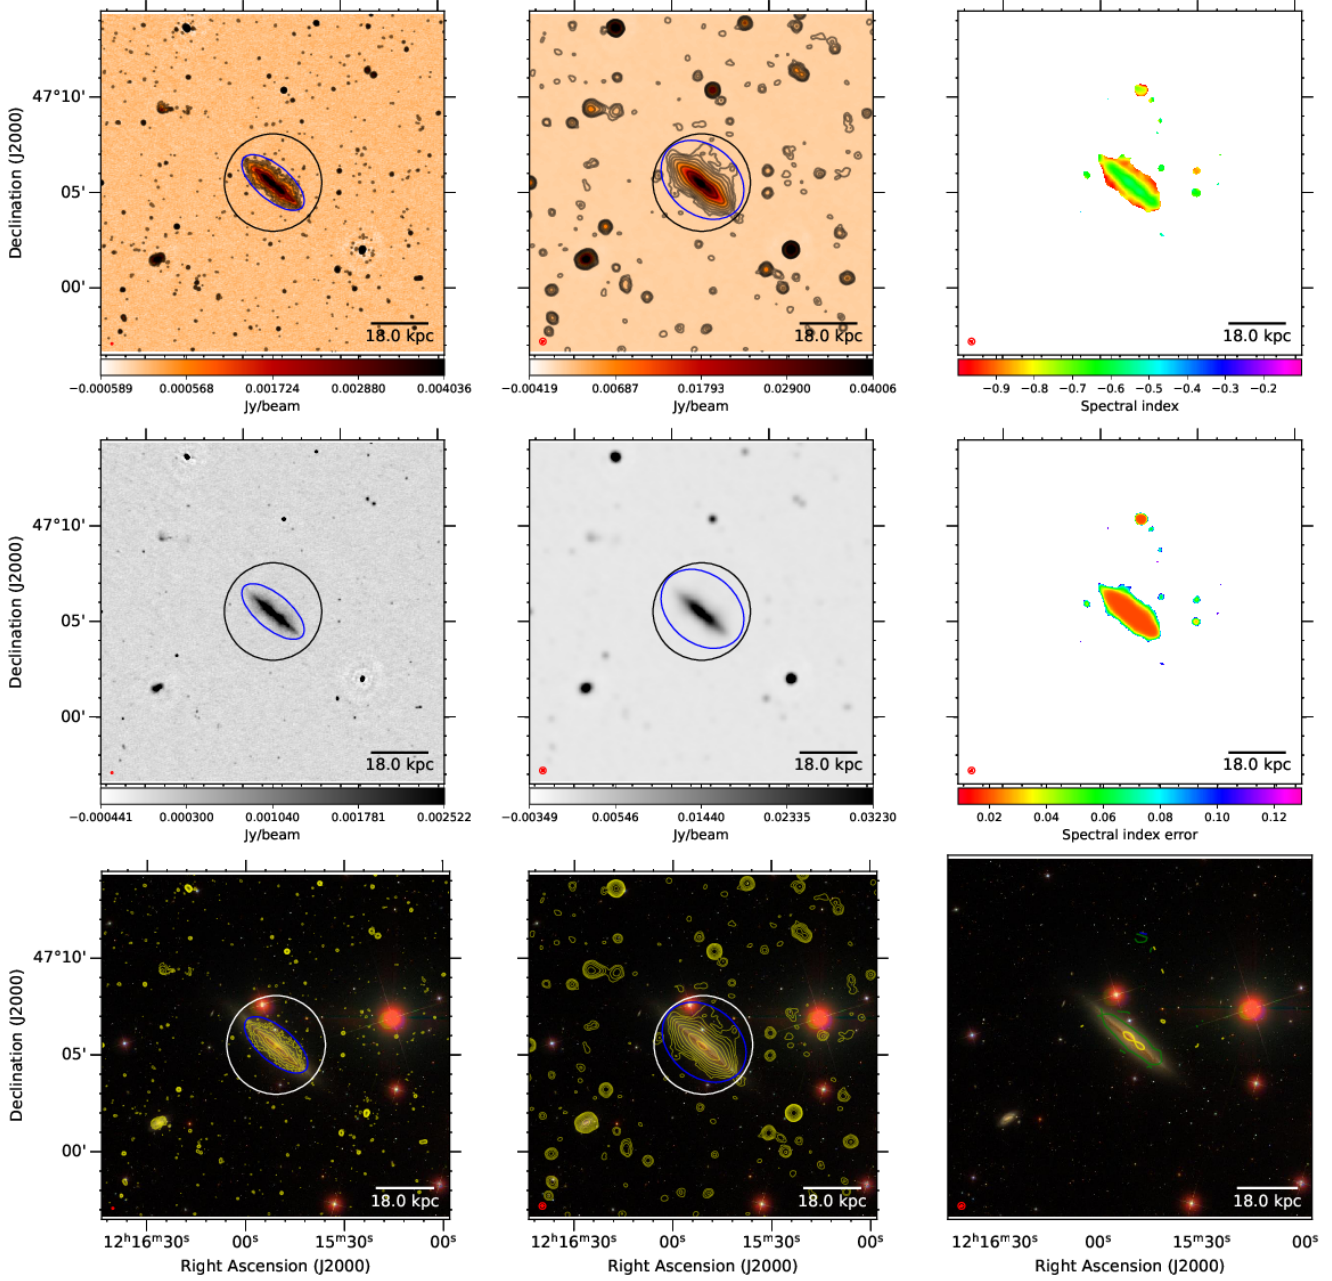 Declination (J2000)
47°10'
05'
00'
18.0 kpc
18.0 kpc
18.0 kpc
−0.000589 0.000568 0.001724 0.002880 0.004036
Jy/beam
−0.00419 0.00687 0.01793 0.02900 0.04006
Jy/beam
−0.9 −0.8 −0.7 −0.6 −0.5 −0.4 −0.3 −0.2
Spectral index
Declination (J2000)
47°10'
05'
00'
18.0 kpc
18.0 kpc
18.0 kpc
−0.000441 0.000300 0.001040 0.001781 0.002522
Jy/beam
−0.00349 0.00546 0.01440 0.02335 0.03230
Jy/beam
0.02 0.04 0.06 0.08 0.10 0.12
Spectral index error
Declination (J2000)
47°10'
05'
00'
18.0 kpc
18.0 kpc
18.0 kpc
12ʰ16ᵐ30ˢ 00ˢ 15ᵐ30ˢ 00ˢ
Right Ascension (J2000)
12ʰ16ᵐ30ˢ 00ˢ 15ᵐ30ˢ 00ˢ
Right Ascension (J2000)
12ʰ16ᵐ30ˢ 00ˢ 15ᵐ30ˢ 00ˢ
Right Ascension (J2000)